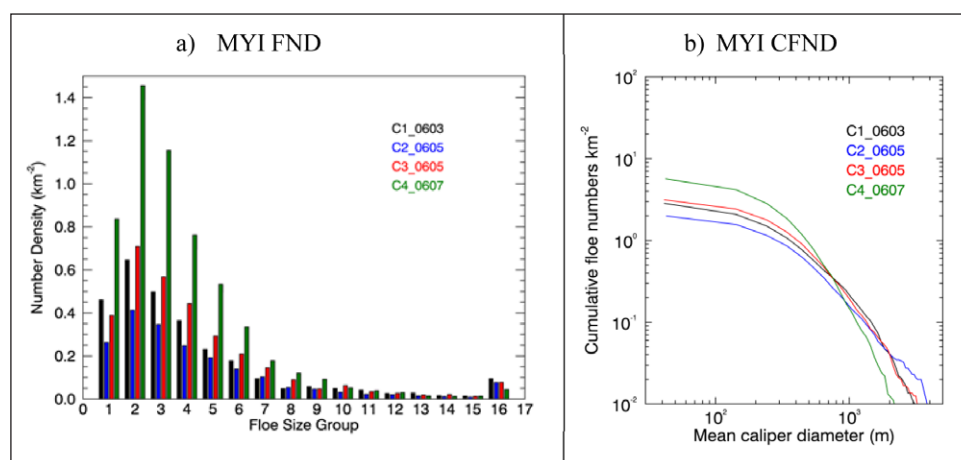 a) MYI FND
1.4
1.2
1.0
0.8
0.6
0.4
0.2
0.0
Number Density (km⁻²)
C1_0603
C2_0605
C3_0605
C4_0607
0 1 2 3 4 5 6 7 8 9 10 11 12 13 14 15 16 17
Floe Size Group
b) MYI CFND
10²
10¹
10⁰
10⁻¹
10⁻²
Cumulative floe numbers km⁻²
C1_0603
C2_0605
C3_0605
C4_0607
10² 10³
Mean caliper diameter (m)